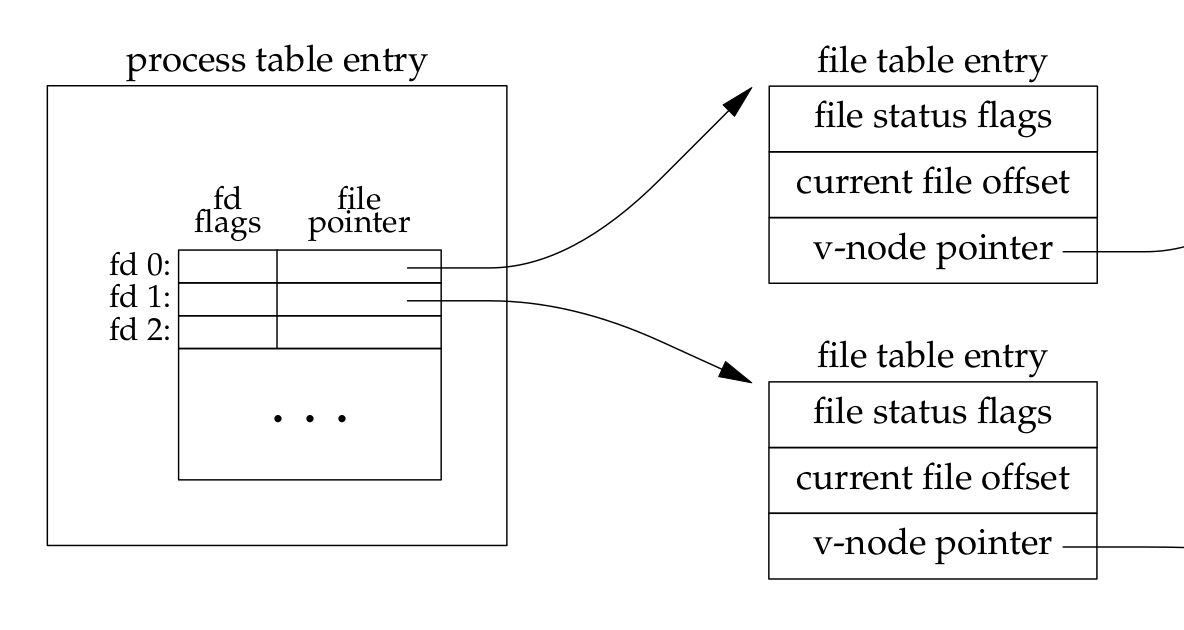 process table entry
fd
flags
file
pointer
fd 0:
fd 1:
fd 2:
. . .
file table entry
file status flags
current file offset
v-node pointer
file table entry
file status flags
current file offset
v-node pointer